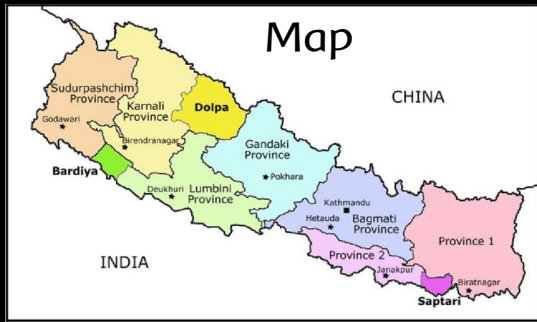 Map
CHINA
Sudurpashchim
Province
Godawari
Karnali
Province
Birendranagar
Dolpa
Bardiya
Deukhuri
Lumbini
Province
Gandaki
Province
Pokhara
Kathmandu
Hetauda
Bagmati
Province
Province 1
Province 2
Janakpur
Biratnagar
Saptari
INDIA